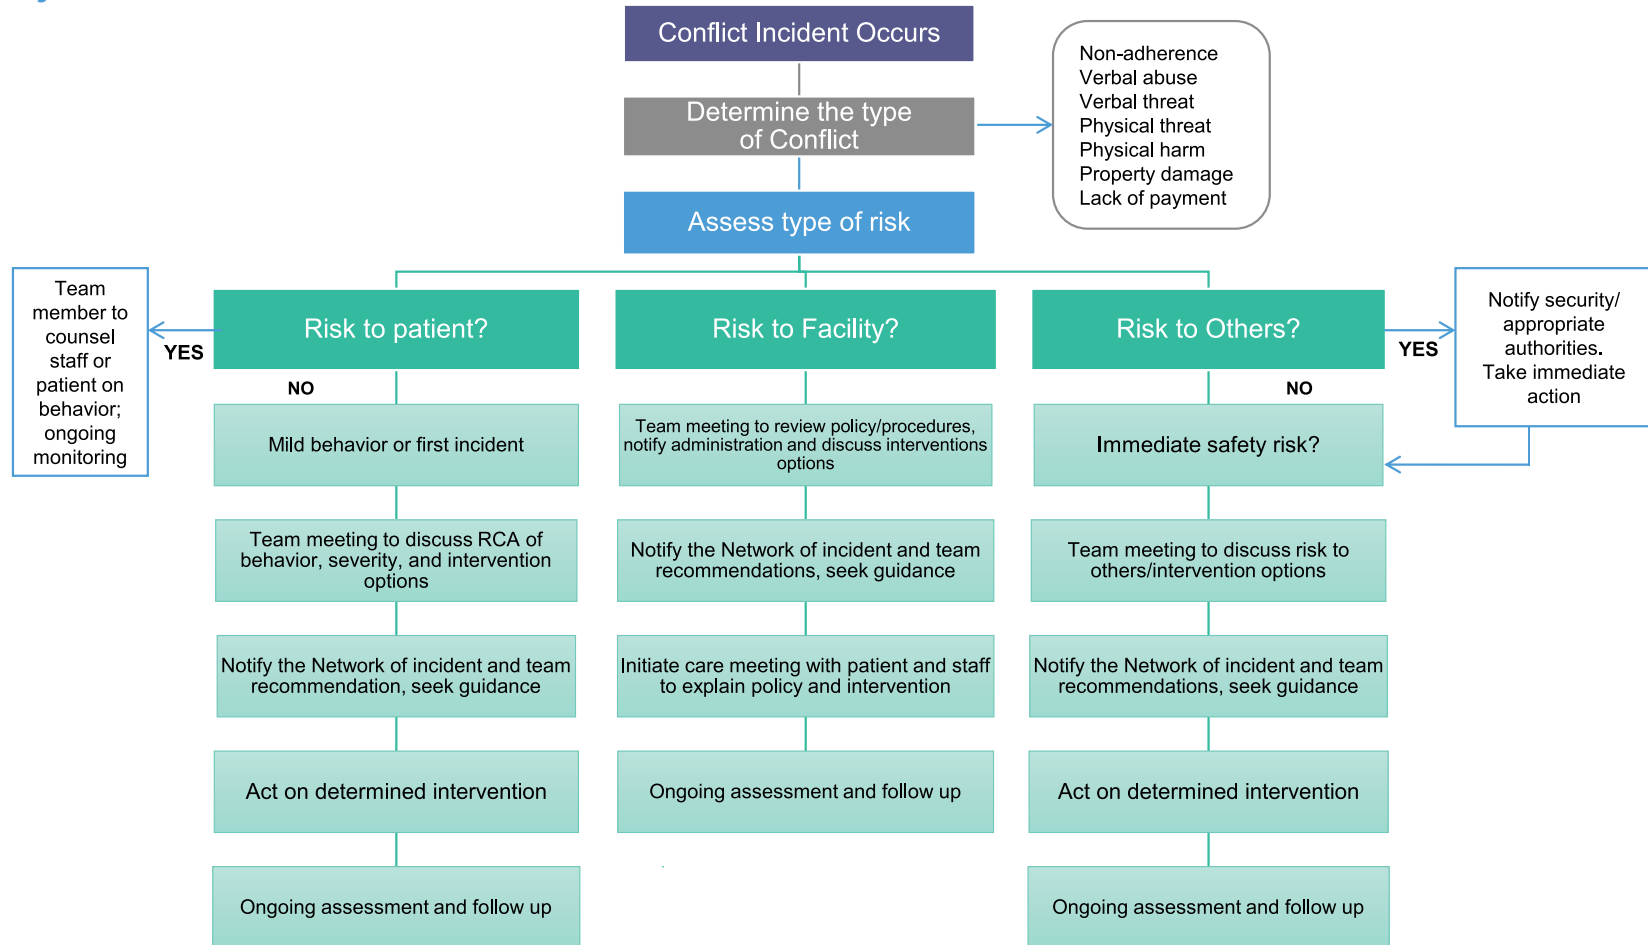 Conflict Incident Occurs
Determine the type
of Conflict
Non-adherence
Verbal abuse
Verbal threat
Physical threat
Physical harm
Property damage
Lack of payment
Assess type of risk
Team
member to
counsel
staff or
patient on
behavior;
ongoing
monitoring
YES
Risk to patient?
NO
Mild behavior or first incident
Team meeting to discuss RCA of
behavior, severity, and intervention
options
Notify the Network of incident and team
recommendation, seek guidance
Act on determined intervention
Ongoing assessment and follow up
Risk to Facility?
Team meeting to review policy/procedures,
notify administration and discuss interventions
options
Notify the Network of incident and team
recommendations, seek guidance
Initiate care meeting with patient and staff
to explain policy and intervention
Ongoing assessment and follow up
Risk to Others?
YES
Notify security/
appropriate
authorities.
Take immediate
action
NO
Immediate safety risk?
Team meeting to discuss risk to
others/intervention options
Notify the Network of incident and team
recommendations, seek guidance
Act on determined intervention
Ongoing assessment and follow up